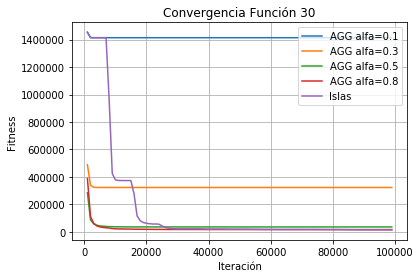 Convergencia Función 30
1400000
1200000
1000000
800000
600000
400000
200000
0
Fitness
AGG alfa=0.1
AGG alfa=0.3
AGG alfa=0.5
AGG alfa=0.8
Islas
0 20000 40000 60000 80000 100000
Iteración